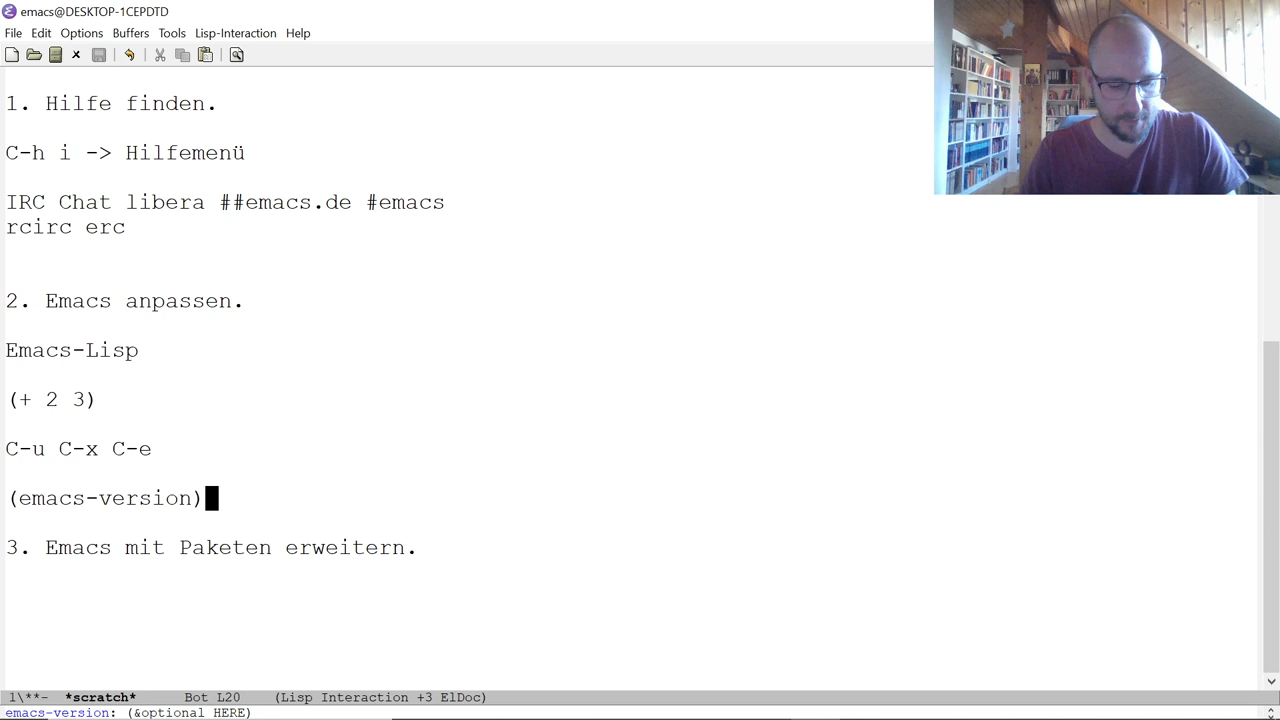 emacs@DESKTOP-1CEPDTD
File Edit Options Buffers Tools Lisp-Interaction Help
1. Hilfe finden.
C-h i -> Hilfemenü
IRC Chat libera ##emacs.de #emacs
rcirc erc
2. Emacs anpassen.
Emacs-Lisp
(+ 2 3)
C-u C-x C-e
(emacs-version)
3. Emacs mit Paketen erweitern.
1\**- *scratch* Bot L20 (Lisp Interaction +3 ElDoc)
emacs-version: (&optional HERE)